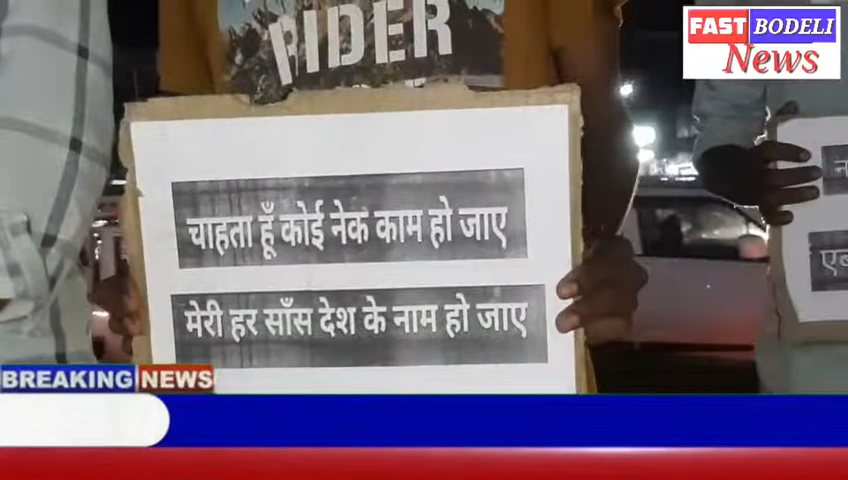 RIDER
FAST BODELI
News
चाहता हूँ कोई नेक काम हो जाए
मेरी हर साँस देश के नाम हो जाए
BREAKING NEWS